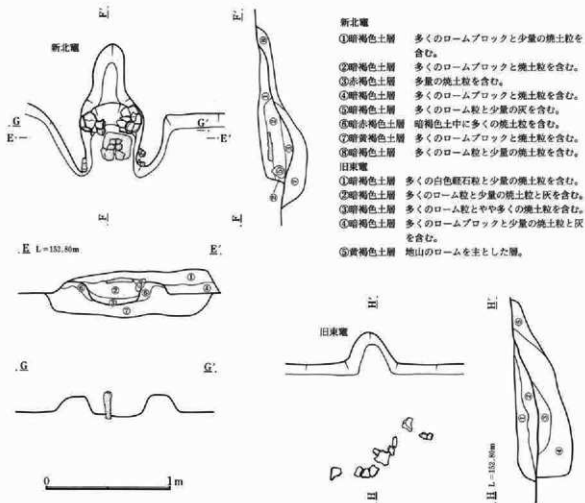 新北竃
①暗褐色土層 多くのロームブロックと少量の焼土粒を
含む。
②暗褐色土層 多くのロームブロックと焼土粒を含む。
③赤褐色土層 多量の焼土粒を含む。
④暗褐色土層 多くのロームブロックと焼土粒を含む。
⑤暗褐色土層 多くのローム粒と少量の灰を含む。
⑥暗赤褐色土層 暗褐色土中に多くの焼土粒を含む。
⑦暗黄褐色土層 多くのロームブロックと焼土粒を含む。
⑧暗褐色土層 多くのローム粒と少量の焼土粒を含む。
旧東竃
①暗褐色土層 多くの白色軽石粒と少量の焼土粒を含む。
②暗褐色土層 多くのローム粒と少量の焼土粒と灰を含む。
③暗褐色土層 多くのローム粒とやや多くの焼土粒を含む。
④暗褐色土層 多くのロームブロックと少量の焼土粒と灰
を含む。
⑤黄褐色土層 地山のロームを主とした層。
新北竃
F′
F′
G
G′
E
E′
F
F
E L=152.80m
E′
①
②
④
⑦
G
G′
0
1m
旧東竃
H′
H′
H
H L=152.80m